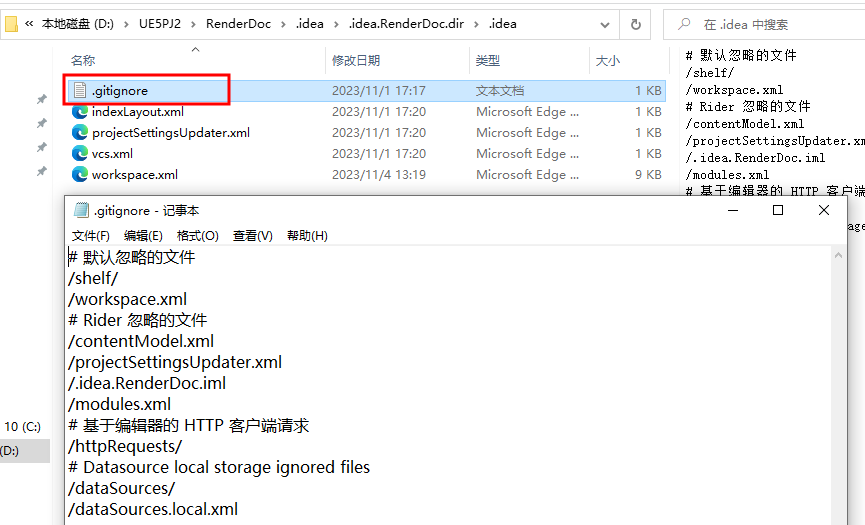 « 本地磁盘 (D:) › UE5PJ2 › RenderDoc › .idea › .idea.RenderDoc.dir › .idea
在 .idea 中搜索
名称 修改日期 类型 大小
.gitignore 2023/11/1 17:17 文本文档 1 KB
indexLayout.xml 2023/11/1 17:20 Microsoft Edge ... 1 KB
projectSettingsUpdater.xml 2023/11/1 17:20 Microsoft Edge ... 1 KB
vcs.xml 2023/11/1 17:20 Microsoft Edge ... 1 KB
workspace.xml 2023/11/4 13:19 Microsoft Edge ... 9 KB
# 默认忽略的文件
/shelf/
/workspace.xml
# Rider 忽略的文件
/contentModel.xml
/projectSettingsUpdater.xm
/.idea.RenderDoc.iml
/modules.xml
# 基于编辑器的 HTTP 客户端
age
10 (C:)
(D:)
.gitignore - 记事本
文件(F) 编辑(E) 格式(O) 查看(V) 帮助(H)
# 默认忽略的文件
/shelf/
/workspace.xml
# Rider 忽略的文件
/contentModel.xml
/projectSettingsUpdater.xml
/.idea.RenderDoc.iml
/modules.xml
# 基于编辑器的 HTTP 客户端请求
/httpRequests/
# Datasource local storage ignored files
/dataSources/
/dataSources.local.xml